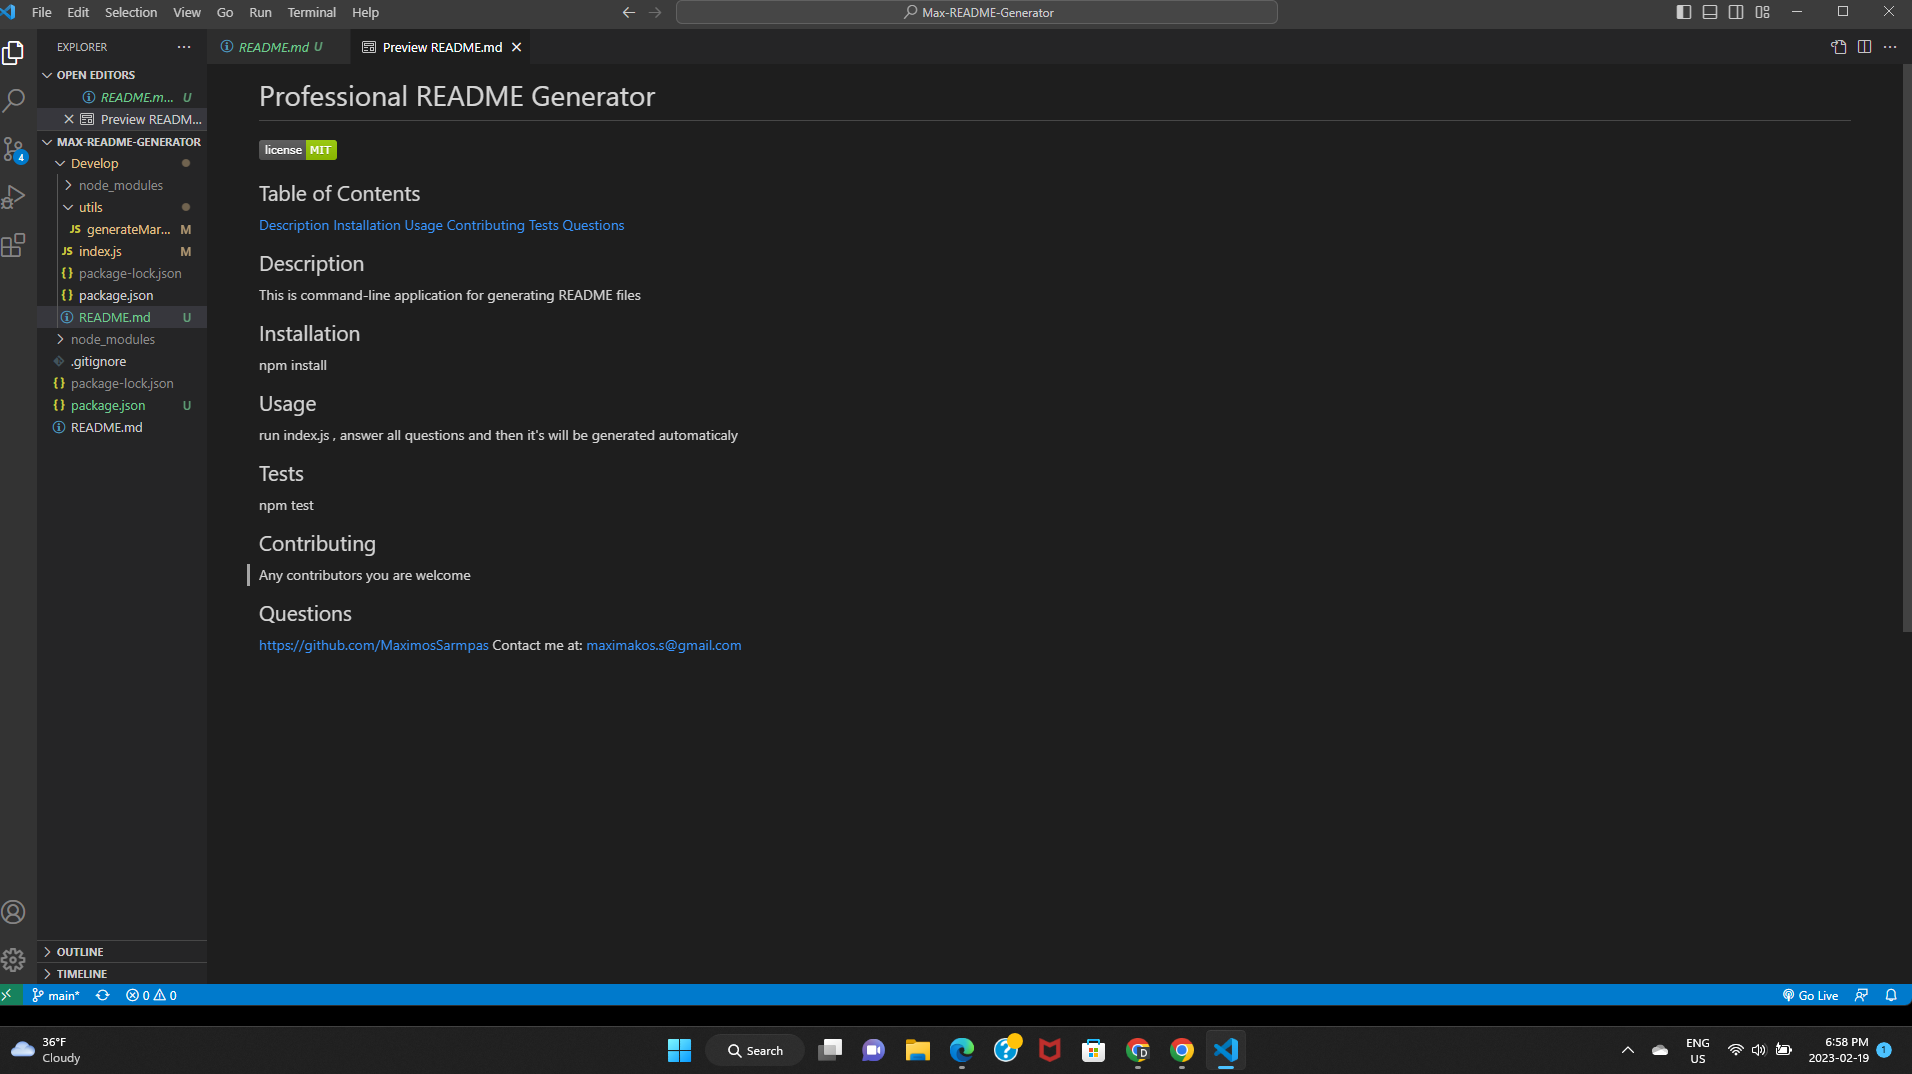 File Edit Selection View Go Run Terminal Help
Max-README-Generator
EXPLORER
README.md U
Preview README.md
OPEN EDITORS
README.m... U
Preview READM...
MAX-README-GENERATOR
Develop
node_modules
utils
JS generateMar... M
JS index.js M
{} package-lock.json
{} package.json
README.md U
node_modules
.gitignore
{} package-lock.json
{} package.json U
README.md
OUTLINE
TIMELINE
Professional README Generator
license MIT
Table of Contents
Description Installation Usage Contributing Tests Questions
Description
This is command-line application for generating README files
Installation
npm install
Usage
run index.js , answer all questions and then it's will be generated automaticaly
Tests
npm test
Contributing
Any contributors you are welcome
Questions
https://github.com/MaximosSarmpas Contact me at: maximakos.s@gmail.com
4
main* 0 0
Go Live
36°F
Cloudy
Search
D
ENG
US
6:58 PM
2023-02-19
1